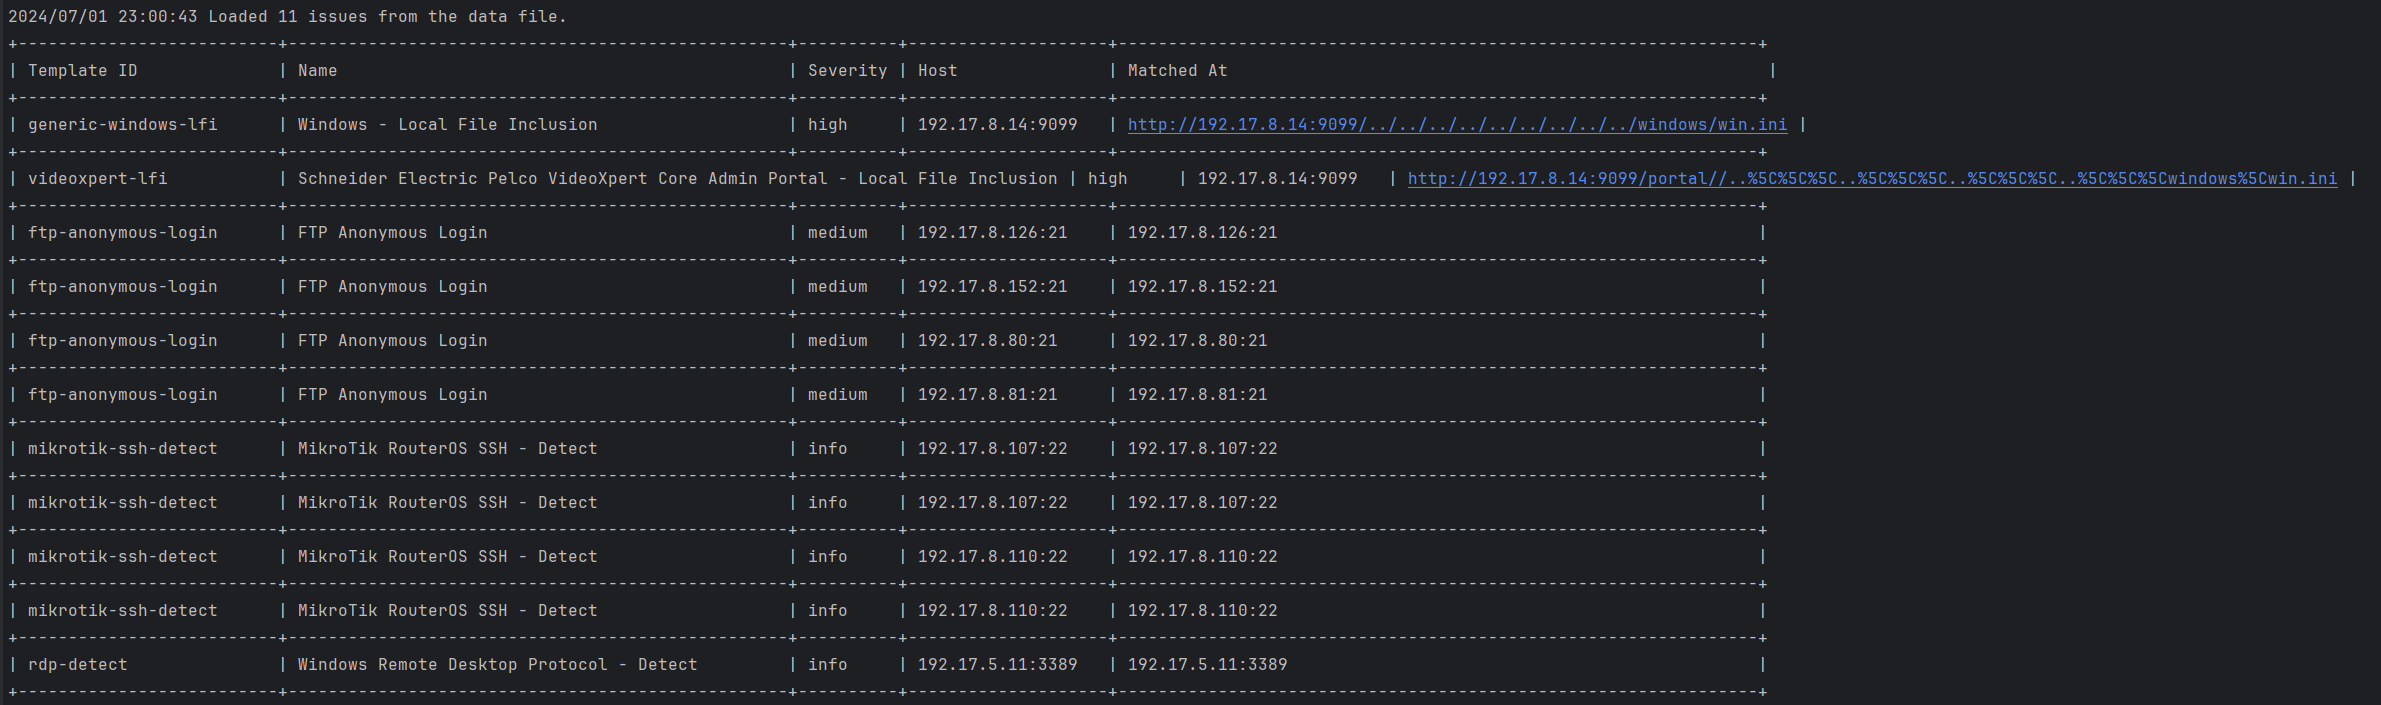 2024/07/01 23:00:43 Loaded 11 issues from the data file.
+--------------------------+--------------------------------------------------+----------+--------------------+----------------------------------------------------------------+
| Template ID              | Name                                             | Severity | Host               | Matched At                                                      |
+--------------------------+--------------------------------------------------+----------+--------------------+----------------------------------------------------------------+
| generic-windows-lfi      | Windows - Local File Inclusion                   | high     | 192.17.8.14:9099   | http://192.17.8.14:9099/../../../../../../../../../windows/win.ini |
+--------------------------+--------------------------------------------------+----------+--------------------+----------------------------------------------------------------+
| videoxpert-lfi           | Schneider Electric Pelco VideoXpert Core Admin Portal - Local File Inclusion | high     | 192.17.8.14:9099   | http://192.17.8.14:9099/portal//..%5C%5C%5C..%5C%5C%5C..%5C%5C%5C..%5C%5C%5Cwindows%5Cwin.ini |
+--------------------------+--------------------------------------------------+----------+--------------------+----------------------------------------------------------------+
| ftp-anonymous-login      | FTP Anonymous Login                              | medium   | 192.17.8.126:21    | 192.17.8.126:21                                                |
+--------------------------+--------------------------------------------------+----------+--------------------+----------------------------------------------------------------+
| ftp-anonymous-login      | FTP Anonymous Login                              | medium   | 192.17.8.152:21    | 192.17.8.152:21                                                |
+--------------------------+--------------------------------------------------+----------+--------------------+----------------------------------------------------------------+
| ftp-anonymous-login      | FTP Anonymous Login                              | medium   | 192.17.8.80:21     | 192.17.8.80:21                                                 |
+--------------------------+--------------------------------------------------+----------+--------------------+----------------------------------------------------------------+
| ftp-anonymous-login      | FTP Anonymous Login                              | medium   | 192.17.8.81:21     | 192.17.8.81:21                                                 |
+--------------------------+--------------------------------------------------+----------+--------------------+----------------------------------------------------------------+
| mikrotik-ssh-detect      | MikroTik RouterOS SSH - Detect                   | info     | 192.17.8.107:22    | 192.17.8.107:22                                                |
+--------------------------+--------------------------------------------------+----------+--------------------+----------------------------------------------------------------+
| mikrotik-ssh-detect      | MikroTik RouterOS SSH - Detect                   | info     | 192.17.8.107:22    | 192.17.8.107:22                                                |
+--------------------------+--------------------------------------------------+----------+--------------------+----------------------------------------------------------------+
| mikrotik-ssh-detect      | MikroTik RouterOS SSH - Detect                   | info     | 192.17.8.110:22    | 192.17.8.110:22                                                |
+--------------------------+--------------------------------------------------+----------+--------------------+----------------------------------------------------------------+
| mikrotik-ssh-detect      | MikroTik RouterOS SSH - Detect                   | info     | 192.17.8.110:22    | 192.17.8.110:22                                                |
+--------------------------+--------------------------------------------------+----------+--------------------+----------------------------------------------------------------+
| rdp-detect               | Windows Remote Desktop Protocol - Detect         | info     | 192.17.5.11:3389   | 192.17.5.11:3389                                               |
+--------------------------+--------------------------------------------------+----------+--------------------+----------------------------------------------------------------+